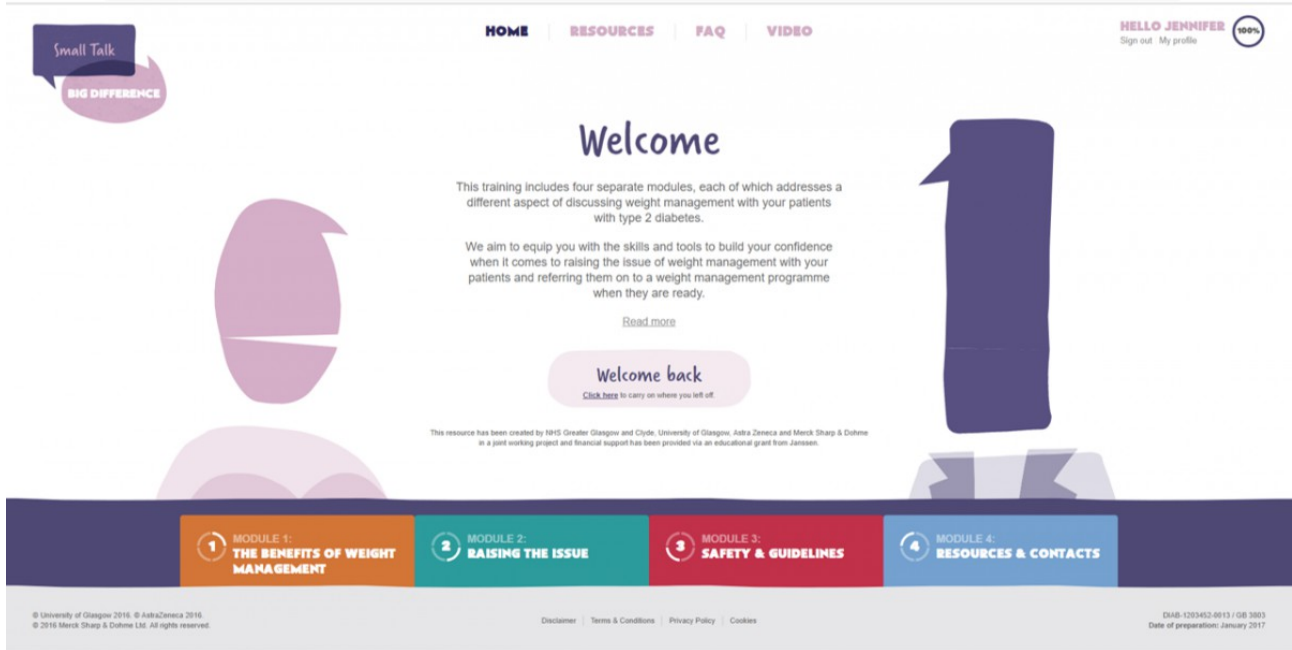 Small Talk
BIG DIFFERENCE
HOME
RESOURCES
FAQ
VIDEO
HELLO JENNIFER
Sign out My profile
100%
Welcome
This training includes four separate modules, each of which addresses a
different aspect of discussing weight management with your patients
with type 2 diabetes.
We aim to equip you with the skills and tools to build your confidence
when it comes to raising the issue of weight management with your
patients and referring them on to a weight management programme
when they are ready.
Read more
Welcome back
Click here to carry on where you left off.
This resource has been created by NHS Greater Glasgow and Clyde, University of Glasgow, Astra Zeneca and Merck Sharp & Dohme
in a joint working project and financial support has been provided via an educational grant from Janssen.
1
MODULE 1:
THE BENEFITS OF WEIGHT
MANAGEMENT
2
MODULE 2:
RAISING THE ISSUE
3
MODULE 3:
SAFETY & GUIDELINES
4
MODULE 4:
RESOURCES & CONTACTS
© University of Glasgow 2016. © AstraZeneca 2016.
© 2016 Merck Sharp & Dohme Ltd. All rights reserved.
Disclaimer
Terms & Conditions
Privacy Policy
Cookies
DIAB-1203452-0013 / GB 3803
Date of preparation: January 2017